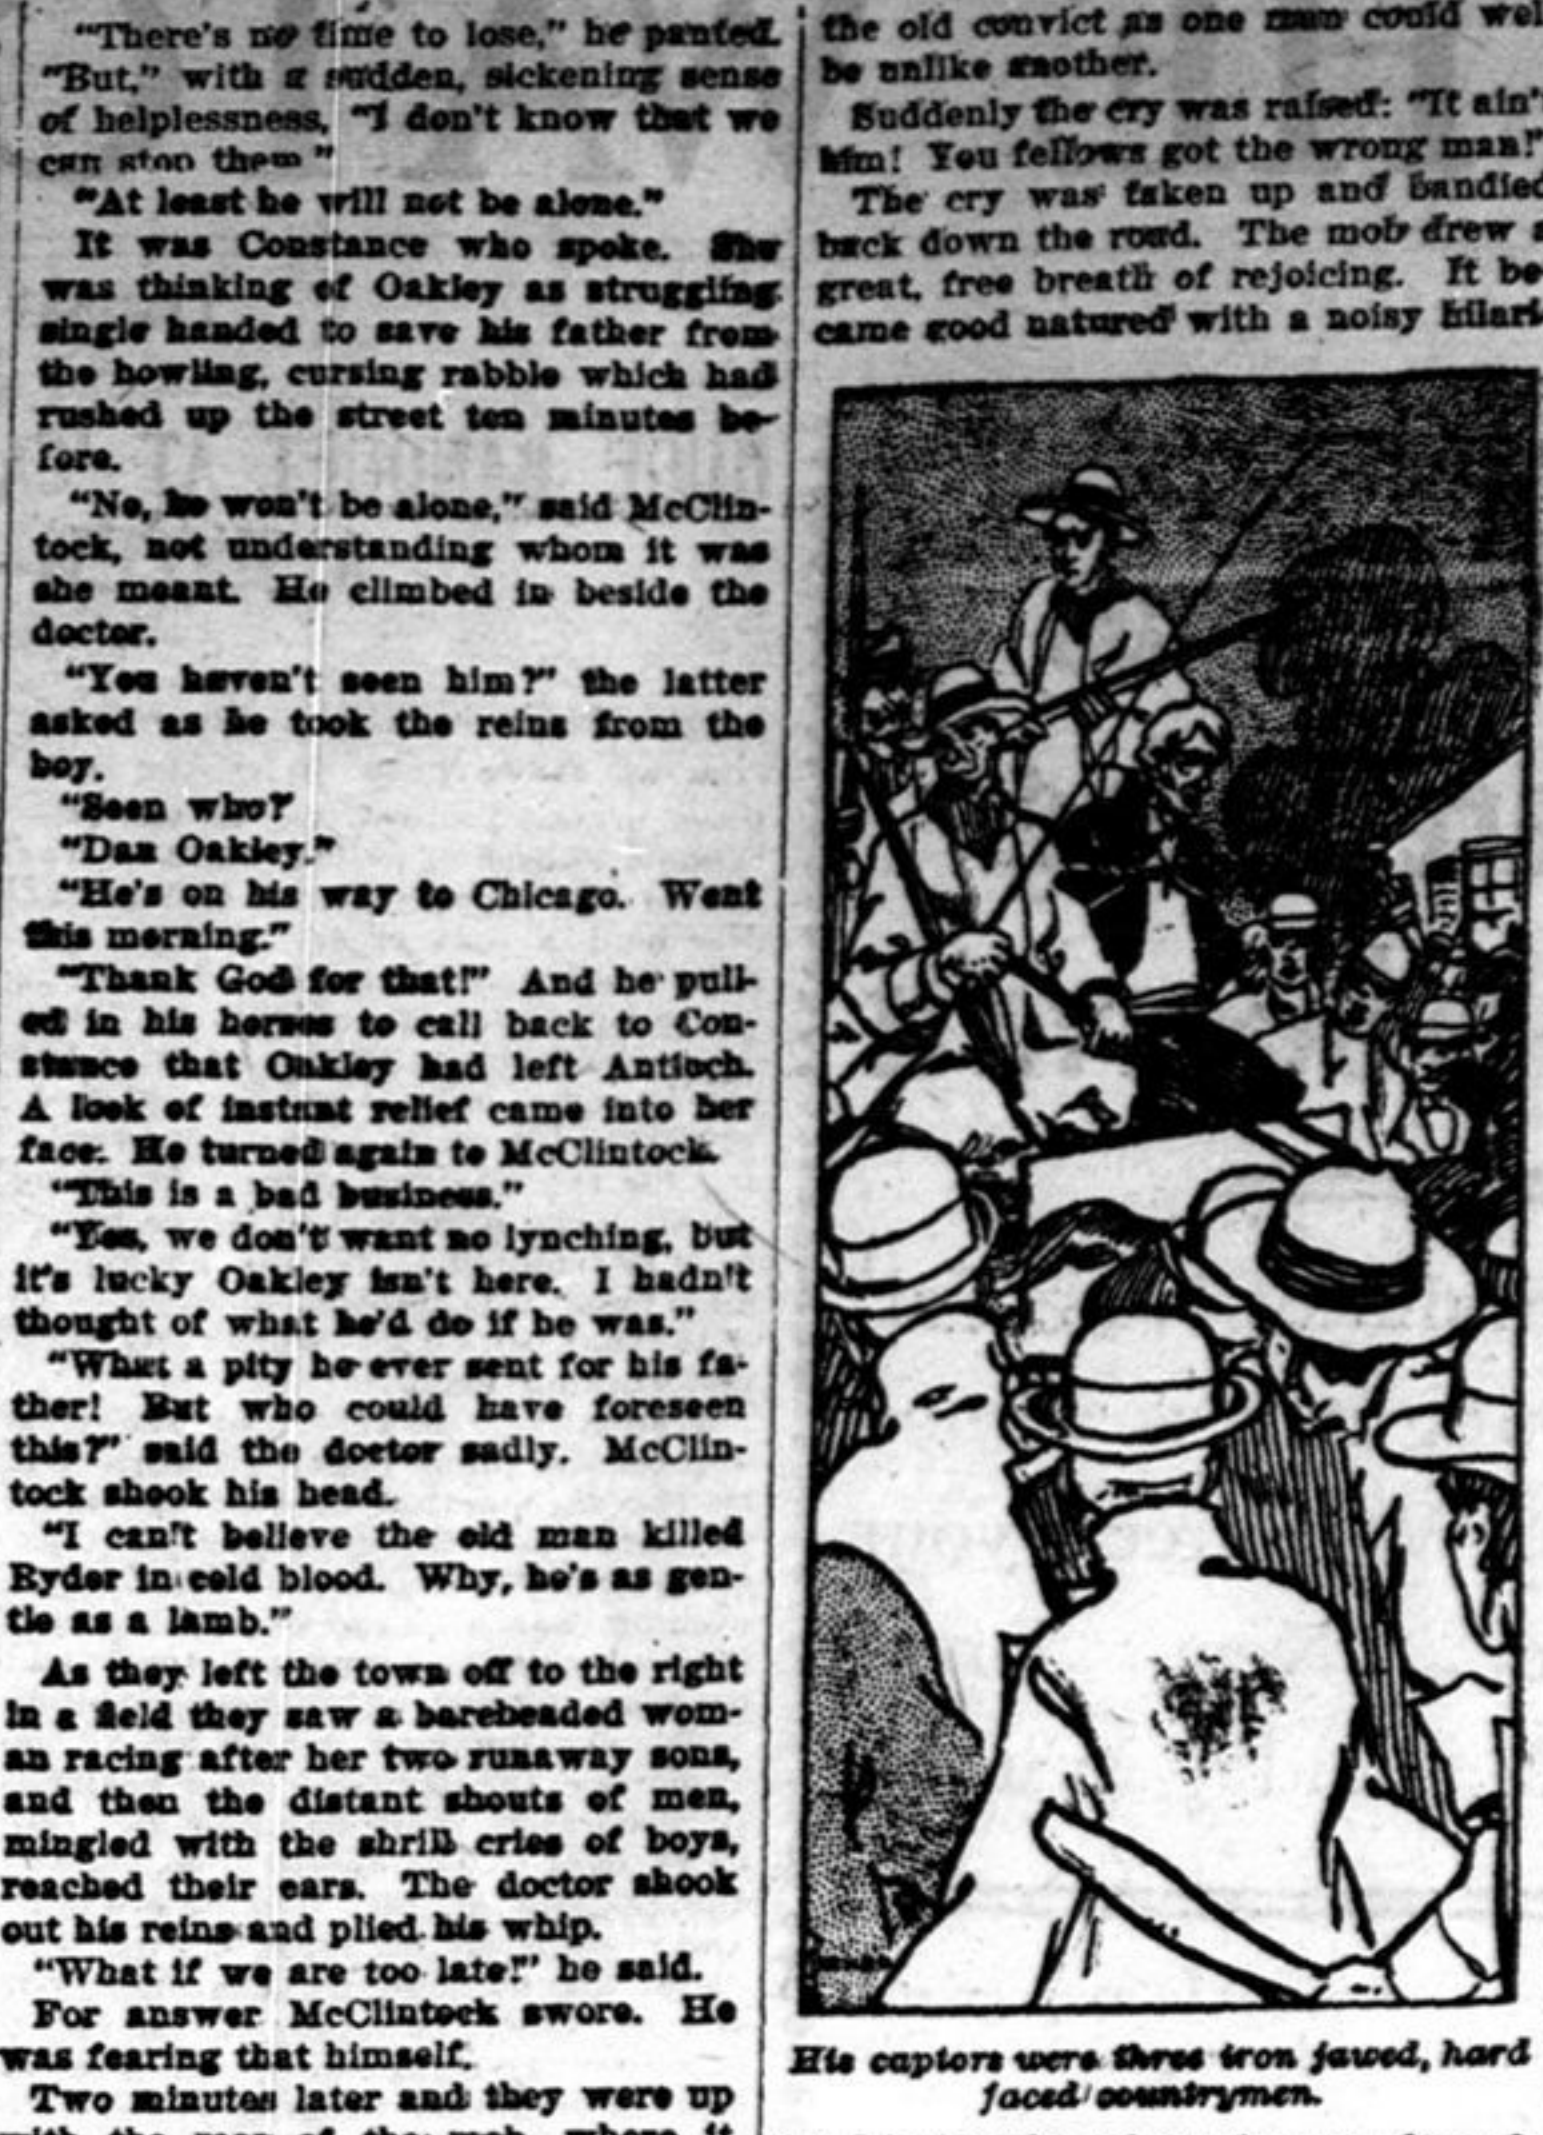 "There's no time to lose," he panted.
"But," with a sudden, sickening sense
of helplessness, "I don't know that we
can stop them"
"At least he will not be alone."
It was Constance who spoke. She
was thinking of Oakley as struggling
single handed to save his father from
the howling, cursing rabble which had
rushed up the street ten minutes be-
fore.
"No, he won't be alone," said McClin-
tock, not understanding whom it was
she meant. He climbed in beside the
doctor.
"You haven't seen him?" the latter
asked as he took the reins from the
boy.
"Seen who?"
"Dan Oakley."
"He's on his way to Chicago. Went
this morning."
"Thank God for that!" And he pull-
ed in his horses to call back to Con-
stance that Oakley had left Antioch.
A look of instant relief came into her
face. He turned again to McClintock.
"This is a bad business."
"Yes, we don't want no lynching, but
it's lucky Oakley isn't here. I hadn't
thought of what he'd do if he was."
"What a pity he ever sent for his fa-
ther! But who could have foreseen
this?" said the doctor sadly. McClin-
tock shook his head.
"I can't believe the old man killed
Ryder in cold blood. Why, he's as gen-
tle as a lamb."
As they left the town off to the right
in a field they saw a bareheaded wom-
an racing after her two runaway sons,
and then the distant shouts of men,
mingled with the shrill cries of boys,
reached their ears. The doctor shook
out his reins and plied his whip.
"What if we are too late!" he said.
For answer McClintock swore. He
was fearing that himself.
Two minutes later and they were up
with the rear of the mob, where it
the old convict as one man could wel
be unlike another.
Suddenly the cry was raised: "It ain'
him! You fellows got the wrong man!"
The cry was taken up and bandied
back down the road. The mob drew a
great, free breath of rejoicing. It be
came good natured with a noisy hilari
His captors were three iron jawed, hard
faced countrymen.